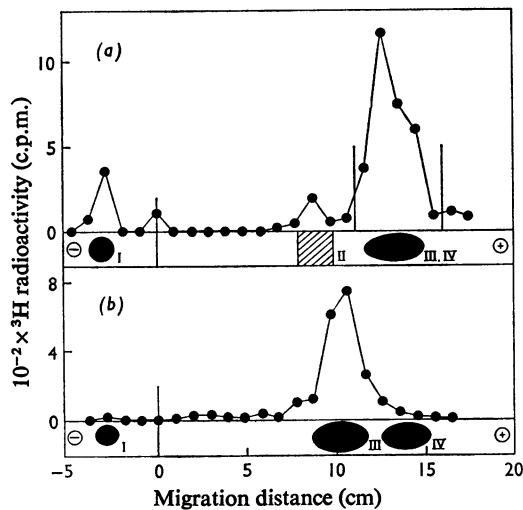 (a)
10
5
0
⊖ I II III, IV ⊕
10⁻² × ³H radioactivity (c.p.m.)
(b)
8
4
0
⊖ I III IV ⊕
-5 0 5 10 15 20
Migration distance (cm)